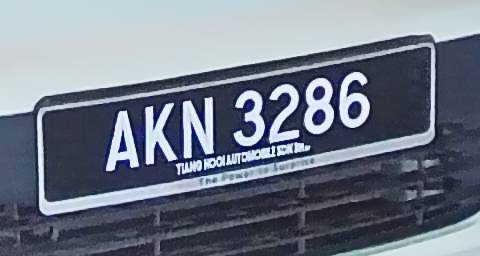 AKN 3286
TIANG HOOI AUTOMOBILE SDN BHD
The Power to Surprise